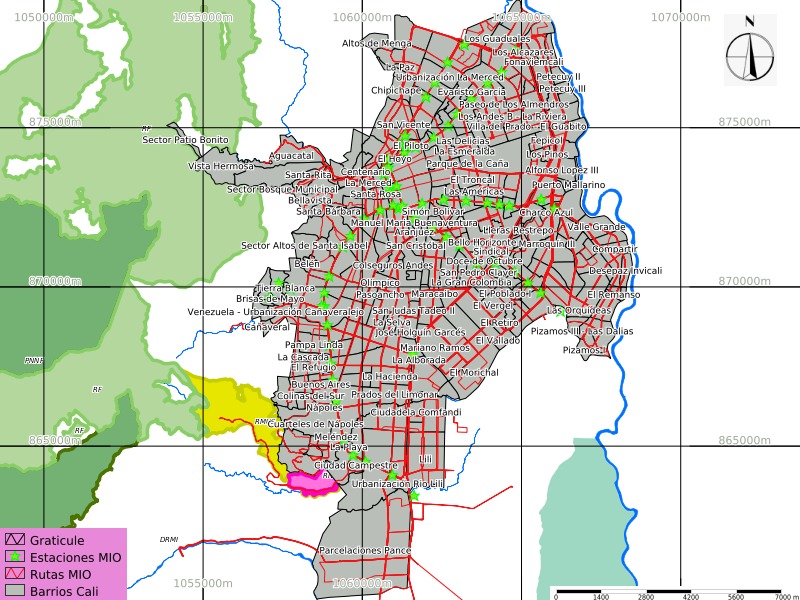 1050000m
1055000m
1060000m
1065000m
1070000m
N
Los Guaduales
Altos de Menga
Los Alcazares
Fonaviemcali
La Paz
Urbanización La Merced
Petecuy II
Chipichape
Evaristo García
Petecuy III
Paseo de Los Almendros
Los Andes B
La Riviera
875000m
San Vicente
Villa del Prado
El Guabito
875000m
RF
Sector Patio Bonito
El Piloto
Las Delicias
Fepicol
La Esmeralda
Aguacatal
El Hoyo
Los Pinos
Vista Hermosa
Parque de la Caña
Santa Rita
Centenario
Alfonso Lopez III
La Merced
El Troncal
Puerto Mallarino
Sector Bosque Municipal
Santa Rosa
Las Américas
Bellavista
Santa Bárbara
Simón Bolívar
Charco Azul
Manuel María Buenaventura
Valle Grande
Aranjuez
Lleras Restrepo
Sector Altos de Santa Isabel
San Cristóbal
Bello Horizonte
Marroquín III
Compartir
Sindical
Belén
Colseguros Andes
Doce de Octubre
Desepaz Invicali
San Pedro Claver
870000m
Olímpico
La Gran Colombia
870000m
Tierra Blanca
Pasoancho
Maracaibo
El Poblado I
El Remanso
Brisas de Mayo
El Vergel
Venezuela - Urbanización Cañaveralejo
San Judas Tadeo II
Las Orquídeas
La Selva
El Retiro
Cañaveral
José Holguín Garcés
Pizamos III - Las Dalias
El Vallado
Pampa Linda
Mariano Ramos
Pizamos I
La Cascada
La Alborada
PNNF
El Refugio
El Morichal
La Hacienda
RF
Buenos Aires
Colinas del Sur
Prados del Limonar
Nápoles
Ciudadela Comfandi
RF
RMVC
Cuarteles de Nápoles
865000m
Meléndez
865000m
La Playa
Ciudad Campestre
Lili
Urbanización Río Lili
DRMI
Parcelaciones Pance
Graticule
Estaciones MIO
Rutas MIO
Barrios Cali
1055000m
1060000m
0 1400 2800 4200 5600 7000 m